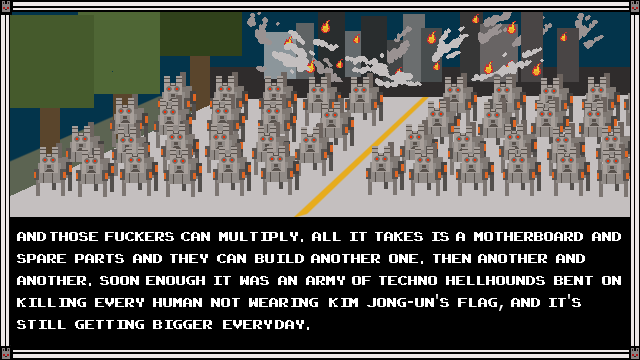 AND THOSE FUCKERS CAN MULTIPLY. ALL IT TAKES IS A MOTHERBOARD AND
SPARE PARTS AND THEY CAN BUILD ANOTHER ONE. THEN ANOTHER AND
ANOTHER. SOON ENOUGH IT WAS AN ARMY OF TECHNO HELLHOUNDS BENT ON
KILLING EVERY HUMAN NOT WEARING KIM JONG-UN'S FLAG, AND IT'S
STILL GETTING BIGGER EVERYDAY.